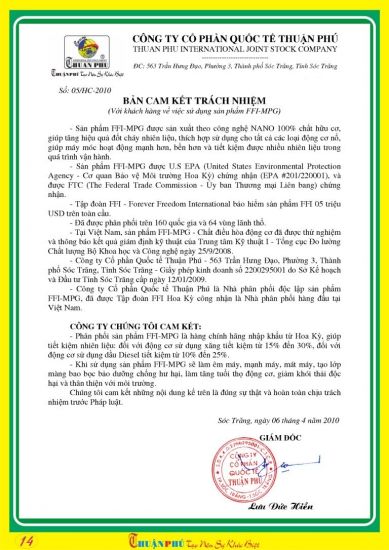 THUẬN PHÚ
THUẬNPHÚ Tạo Nên Sự Khác Biệt
CÔNG TY CỔ PHẦN QUỐC TẾ THUẬN PHÚ
THUAN PHU INTERNATIONAL JOINT STOCK COMPANY
ĐC: 563 Trần Hưng Đạo, Phường 3, Thành phố Sóc Trăng, Tỉnh Sóc Trăng
Số: 05/HC-2010
BẢN CAM KẾT TRÁCH NHIỆM
(Với khách hàng về việc sử dụng sản phẩm FFI-MPG)
- Sản phẩm FFI-MPG được sản xuất theo công nghệ NANO 100% chất hữu cơ,
giúp tăng hiệu quả đốt cháy nhiên liệu, thích hợp sử dụng cho tất cả các loại động cơ nổ,
giúp máy móc hoạt động mạnh hơn, bền hơn và tiết kiệm được nhiều nhiên liệu trong
quá trình vận hành.
- Sản phẩm FFI-MPG được U.S EPA (United States Environmental Protection
Agency - Cơ quan Bảo vệ Môi trường Hoa Kỳ) chứng nhận (EPA #201/220001), và
được FTC (The Federal Trade Commission - Ủy ban Thương mại Liên bang) chứng
nhận.
- Tập đoàn FFI - Forever Freedom International bảo hiểm sản phẩm FFI 05 triệu
USD trên toàn cầu.
- Đã được phân phối trên 160 quốc gia và 64 vùng lãnh thổ.
- Tại Việt Nam, sản phẩm FFI-MPG - Chất điều hòa động cơ đã được thử nghiệm
và thông báo kết quả giám định kỹ thuật của Trung tâm Kỹ thuật I - Tổng cục Đo lường
Chất lượng Bộ Khoa học và Công nghệ ngày 25/9/2008.
- Công ty Cổ phần Quốc tế Thuận Phú - 563 Trần Hưng Đạo, Phường 3, Thành
phố Sóc Trăng, Tỉnh Sóc Trăng - Giấy phép kinh doanh số 2200295001 do Sở Kế hoạch
và Đầu tư Tỉnh Sóc Trăng cấp ngày 12/01/2009.
- Công ty Cổ phần Quốc tế Thuận Phú là Nhà phân phối độc lập sản phẩm
FFI-MPG, đã được Tập đoàn FFI Hoa Kỳ công nhận là Nhà phân phối hàng đầu tại
Việt Nam.
CÔNG TY CHÚNG TÔI CAM KẾT:
- Phân phối sản phẩm FFI-MPG là hàng chính hãng nhập khẩu từ Hoa Kỳ, giúp
tiết kiệm nhiên liệu: đối với động cơ sử dụng xăng tiết kiệm từ 15% đến 30%, đối với
động cơ sử dụng dầu Diesel tiết kiệm từ 10% đến 25%.
- Khi sử dụng sản phẩm FFI-MPG sẽ làm êm máy, mạnh máy, mát máy, tạo lớp
màng bao bọc bảo dưỡng chống hư hại, làm tăng tuổi thọ động cơ, giảm khói thải độc
hại và thân thiện với môi trường.
Chúng tôi cam kết những nội dung kể trên là đúng sự thật và hoàn toàn chịu trách
nhiệm trước Pháp luật.
Sóc Trăng, ngày 06 tháng 4 năm 2010
GIÁM ĐỐC
CÔNG TY
CỔ PHẦN
QUỐC TẾ
THUẬN PHÚ
Lưu Đức Hiền
14
THUẬNPHÚ Tạo Nên Sự Khác Biệt